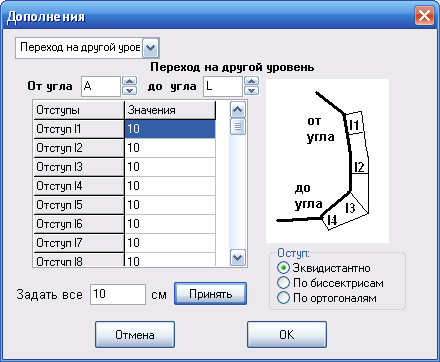 Дополнения
Переход на другой уров
Переход на другой уровень
От угла A до угла L
Отступы Значения
Отступ l1 10
Отступ l2 10
Отступ l3 10
Отступ l4 10
Отступ l5 10
Отступ l6 10
Отступ l7 10
Отступ l8 10
от
угла
l1
l2
до
угла
l3
l4
Оступ:
Эквидистантно
По биссектрисам
По ортогоналям
Задать все 10 см Принять
Отмена OK